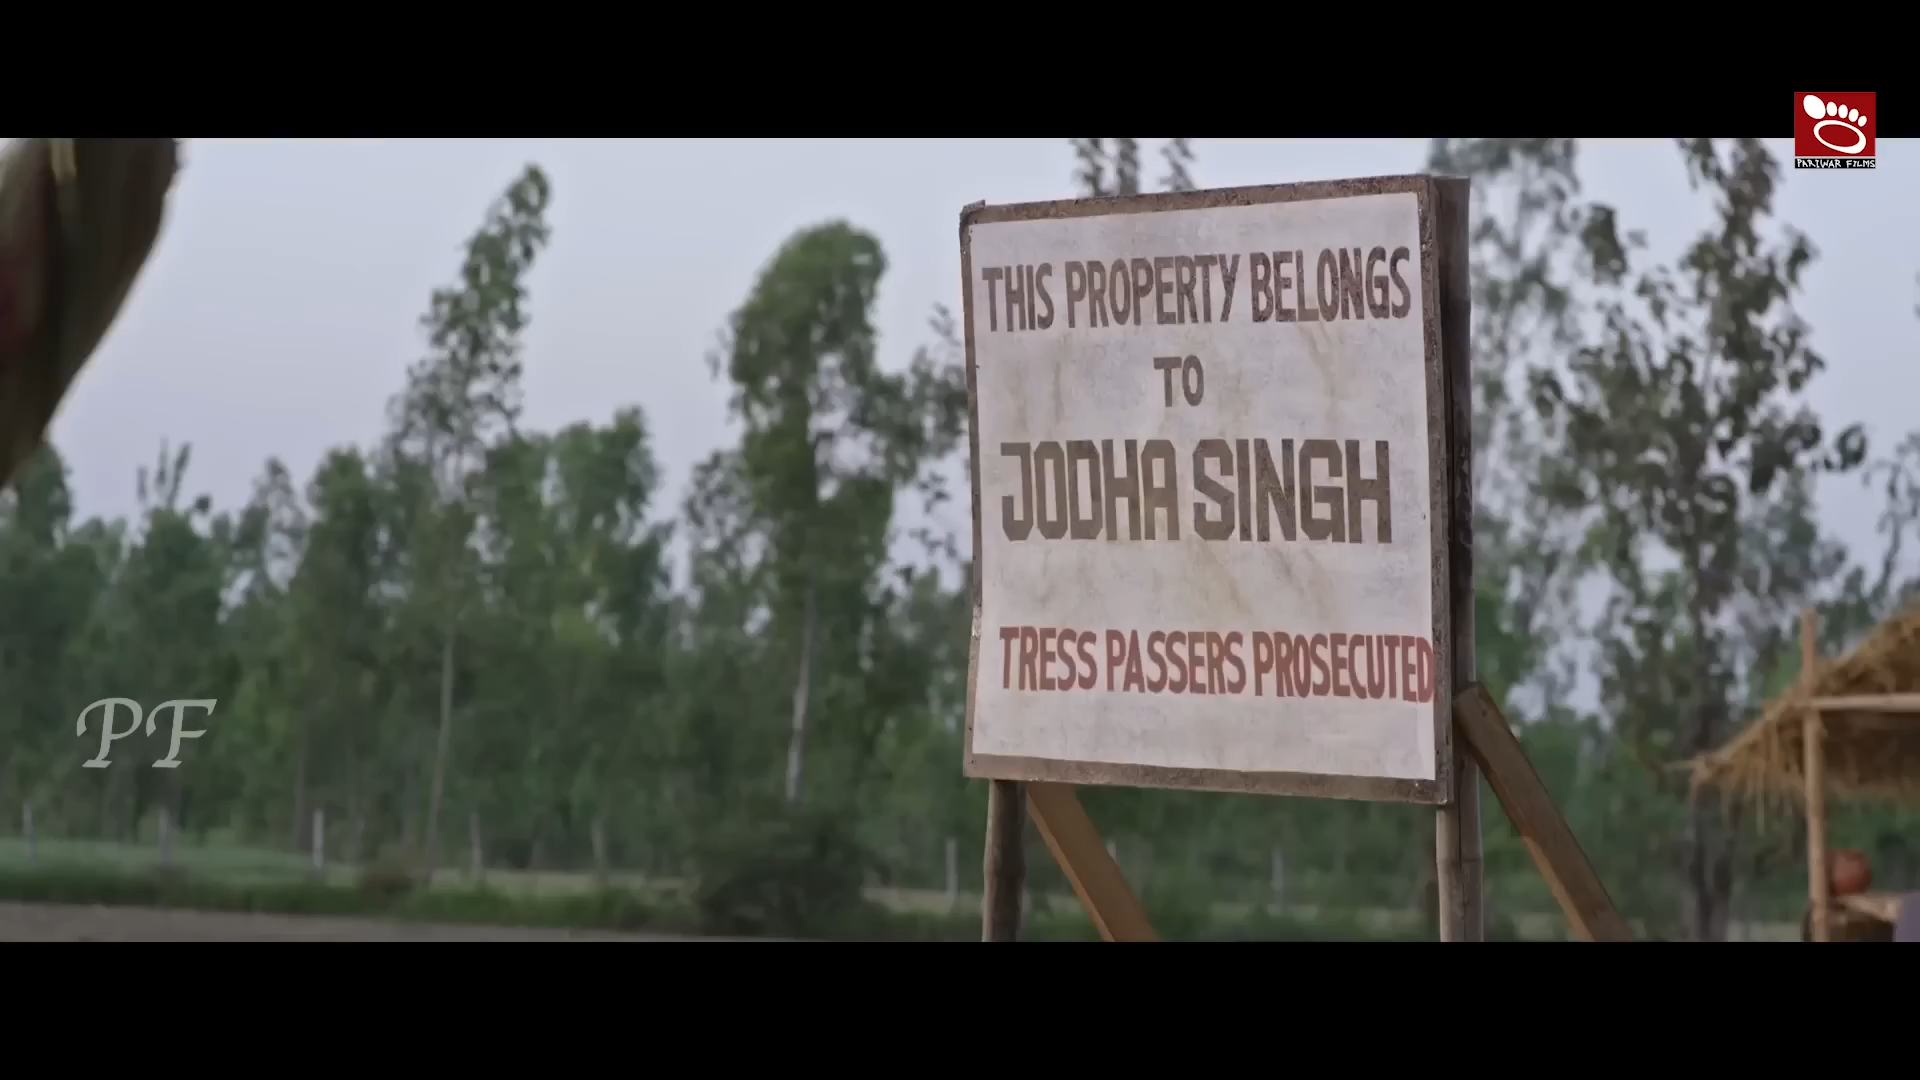 PARIWAR FILMS
THIS PROPERTY BELONGS
TO
JODHA SINGH
TRESS PASSERS PROSECUTED
PF